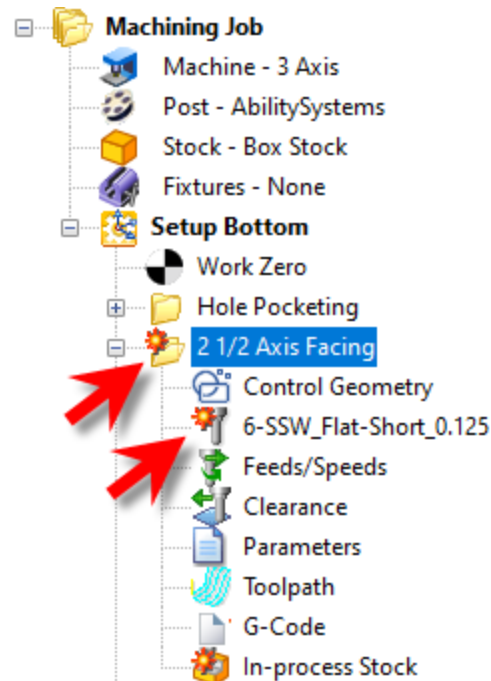 Machining Job
Machine - 3 Axis
Post - AbilitySystems
Stock - Box Stock
Fixtures - None
Setup Bottom
Work Zero
Hole Pocketing
2 1/2 Axis Facing
Control Geometry
6-SSW_Flat-Short_0.125
Feeds/Speeds
Clearance
Parameters
Toolpath
G-Code
In-process Stock